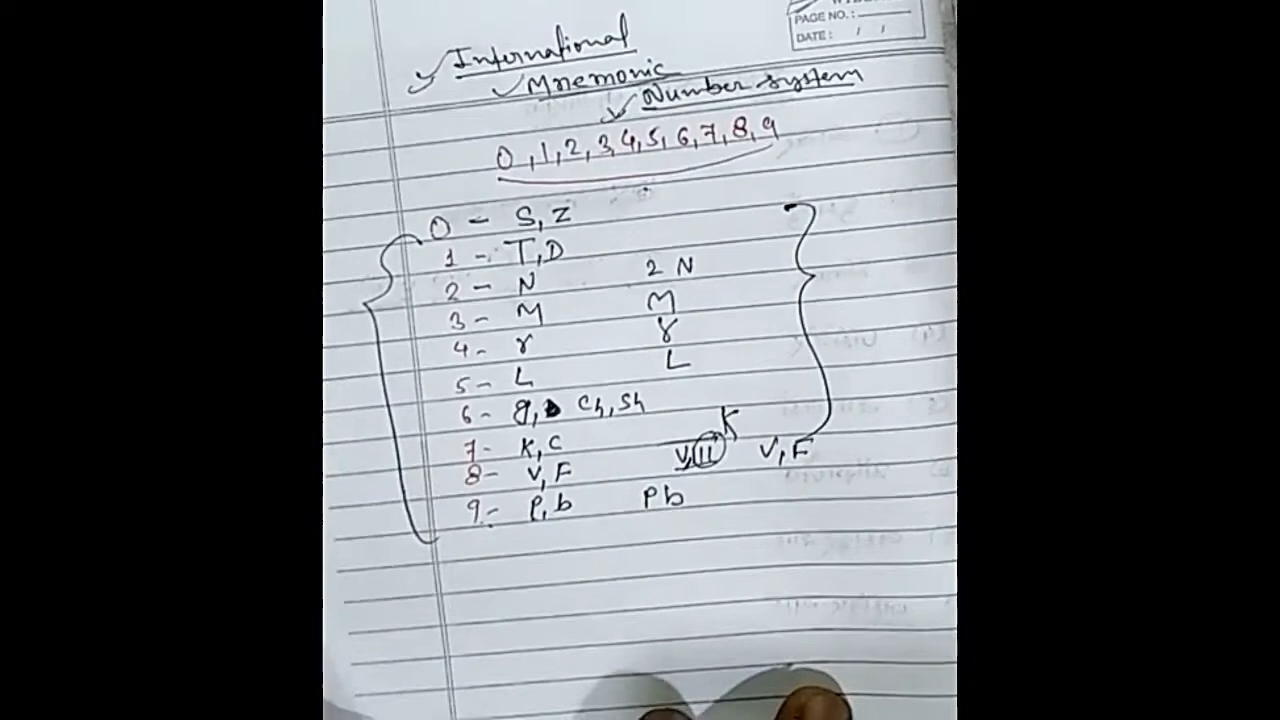 PAGE NO.:
DATE: / /
International
Mnemonic
Number system
0, 1, 2, 3, 4, 5, 6, 7, 8, 9
0 - S, Z
1 - T, D
2 - N 2 N
3 - M M
4 - r r
5 - L L
6 - g, Ch, Sh
7 - K, C K
8 - V, F V, F
9 - P, b Pb